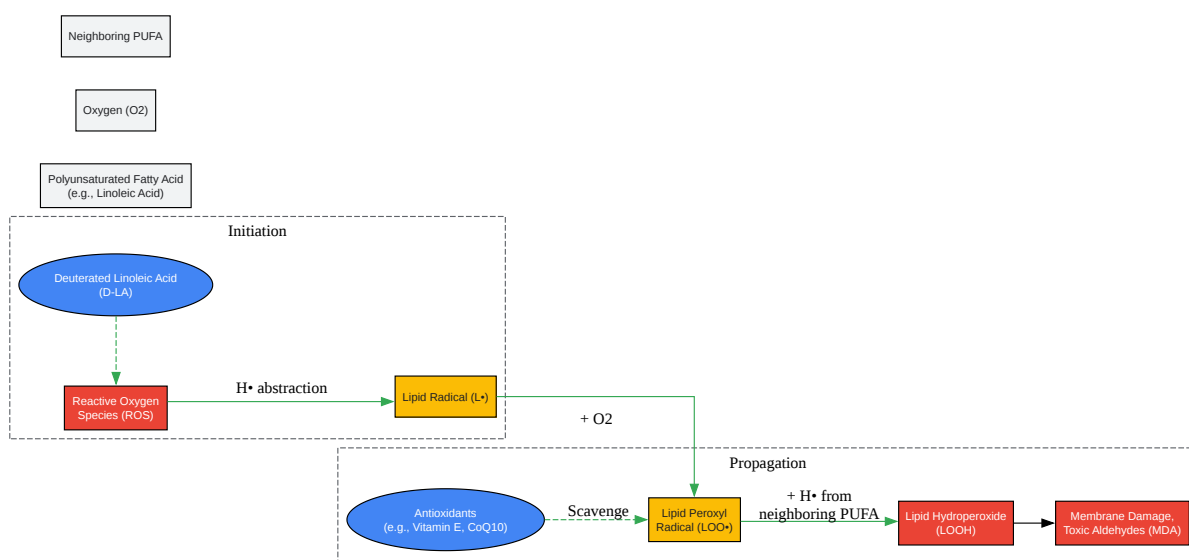 Neighboring PUFA
Oxygen (O2)
Polyunsaturated Fatty Acid
(e.g., Linoleic Acid)
Initiation
Deuterated Linoleic Acid
(D-LA)
Reactive Oxygen
Species (ROS)
H• abstraction
Lipid Radical (L•)
+ O2
Propagation
Antioxidants
(e.g., Vitamin E, CoQ10)
Scavenge
Lipid Peroxyl
Radical (LOO•)
+ H• from
neighboring PUFA
Lipid Hydroperoxide
(LOOH)
Membrane Damage,
Toxic Aldehydes (MDA)